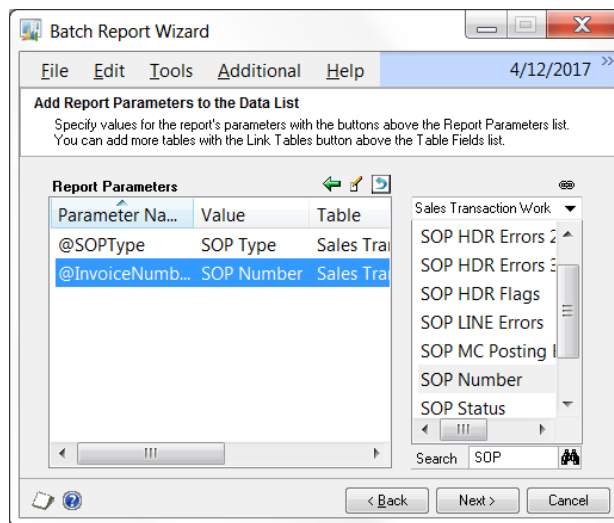 Batch Report Wizard
File Edit Tools Additional Help 4/12/2017 »
Add Report Parameters to the Data List
Specify values for the report's parameters with the buttons above the Report Parameters list.
You can add more tables with the Link Tables button above the Table Fields list.
Report Parameters
Parameter Na... Value Table
@SOPType SOP Type Sales Tra
@InvoiceNumb... SOP Number Sales Tra
Sales Transaction Work
SOP HDR Errors 2
SOP HDR Errors 3
SOP HDR Flags
SOP LINE Errors
SOP MC Posting
SOP Number
SOP Status
Search SOP
< Back Next > Cancel